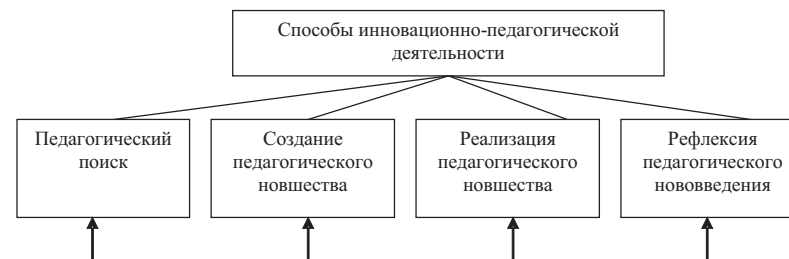 Способы инновационно-педагогической
деятельности
Педагогический
поиск
Создание
педагогического
новшества
Реализация
педагогического
новшества
Рефлексия
педагогического
нововведения